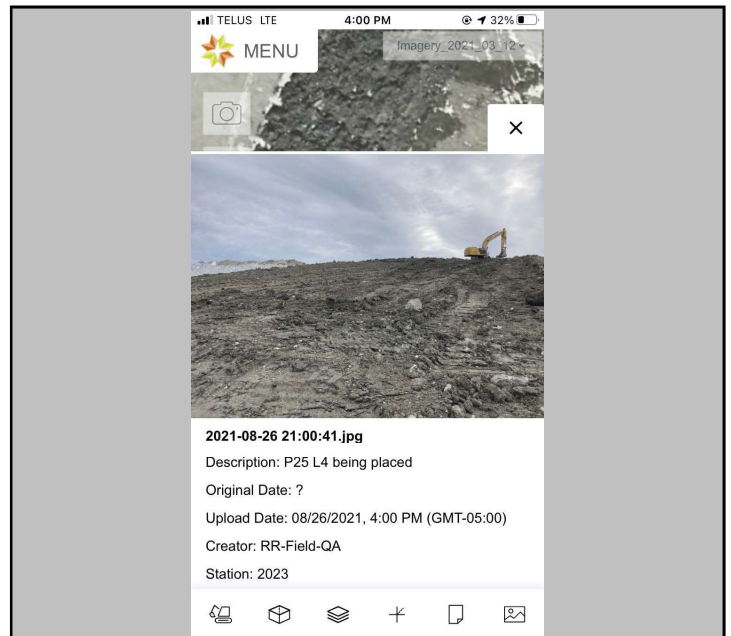 TELUS LTE 4:00 PM 32%
MENU
Imagery_2021_03_12
2021-08-26 21:00:41.jpg
Description: P25 L4 being placed
Original Date: ?
Upload Date: 08/26/2021, 4:00 PM (GMT-05:00)
Creator: RR-Field-QA
Station: 2023